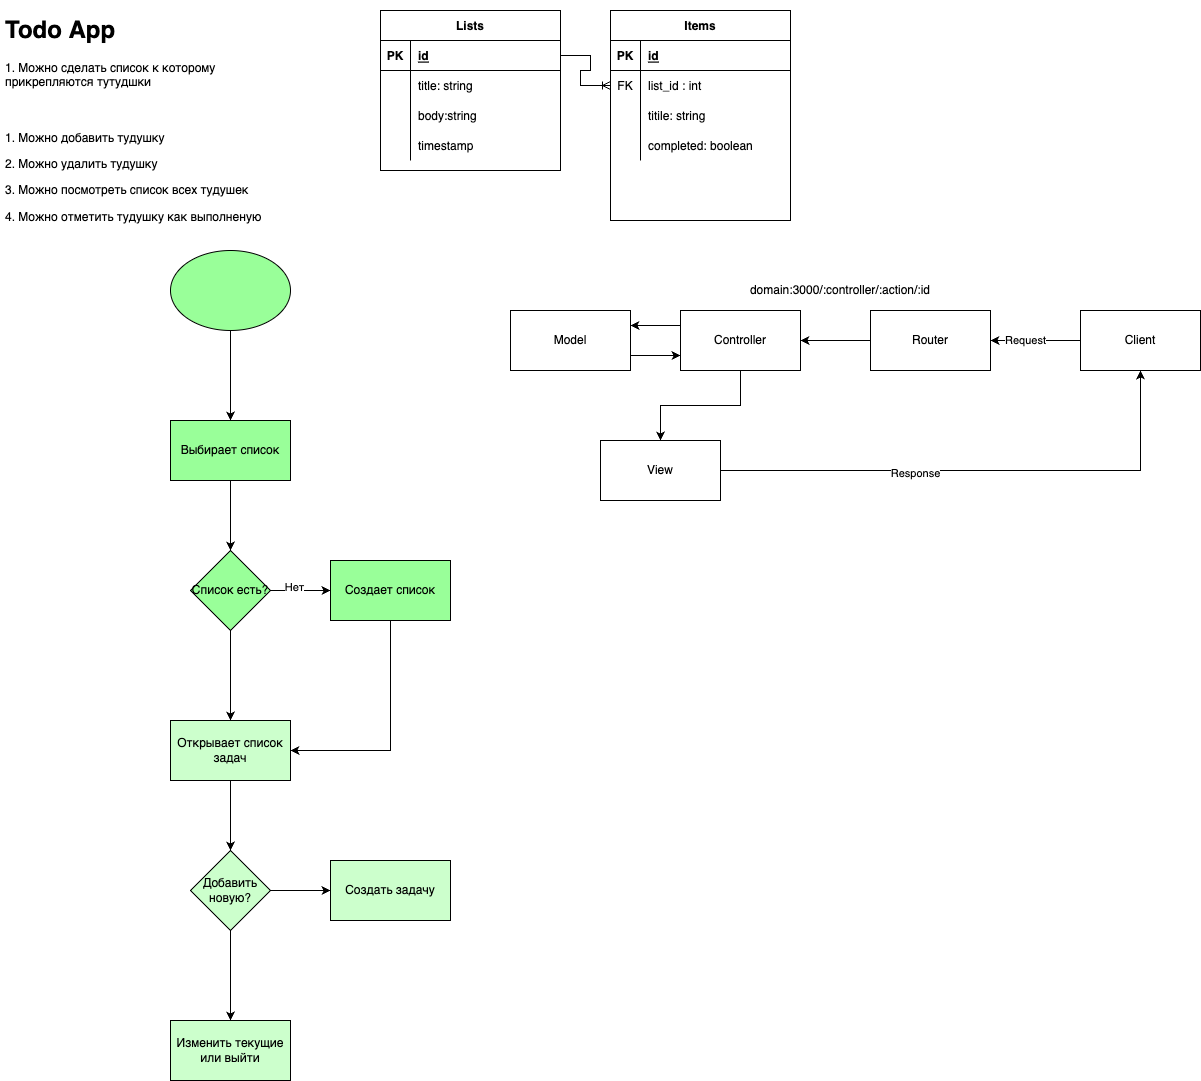 Todo App
1. Можно сделать список к которому
прикрепляются тутудшки
1. Можно добавить тудушку
2. Можно удалить тудушку
3. Можно посмотреть список всех тудушек
4. Можно отметить тудушку как выполненую
Lists
PK id
title: string
body:string
timestamp
Items
PK id
FK list_id : int
titile: string
completed: boolean
domain:3000/:controller/:action/:id
Model
Controller
Router
Request
Client
View
Response
Выбирает список
Список есть?
Нет
Создает список
Открывает список
задач
Добавить
новую?
Создать задачу
Изменить текущие
или выйти